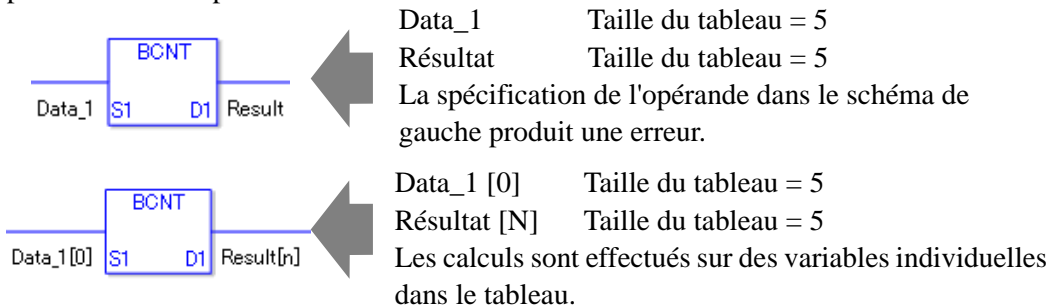 Data_1 Taille du tableau = 5
BCNT
Résultat Taille du tableau = 5
Data_1 S1 D1 Result
La spécification de l'opérande dans le schéma de
gauche produit une erreur.
Data_1 [0] Taille du tableau = 5
BCNT
Résultat [N] Taille du tableau = 5
Data_1[0] S1 D1 Result[n]
Les calculs sont effectués sur des variables individuelles
dans le tableau.